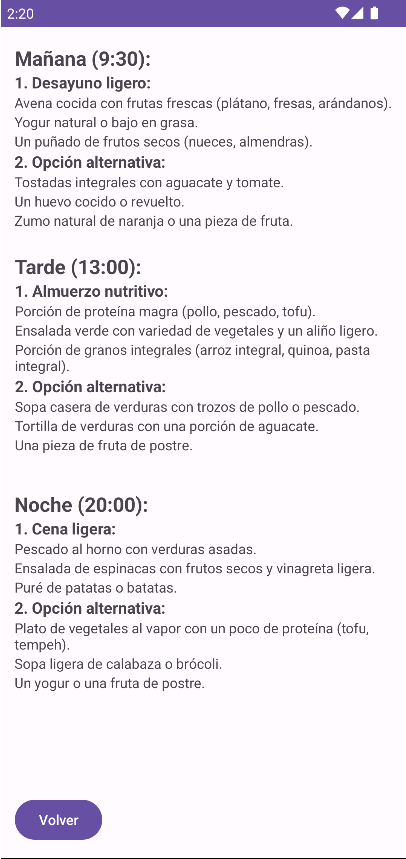 2:20
Mañana (9:30):
1. Desayuno ligero:
Avena cocida con frutas frescas (plátano, fresas, arándanos).
Yogur natural o bajo en grasa.
Un puñado de frutos secos (nueces, almendras).
2. Opción alternativa:
Tostadas integrales con aguacate y tomate.
Un huevo cocido o revuelto.
Zumo natural de naranja o una pieza de fruta.
Tarde (13:00):
1. Almuerzo nutritivo:
Porción de proteína magra (pollo, pescado, tofu).
Ensalada verde con variedad de vegetales y un aliño ligero.
Porción de granos integrales (arroz integral, quinoa, pasta
integral).
2. Opción alternativa:
Sopa casera de verduras con trozos de pollo o pescado.
Tortilla de verduras con una porción de aguacate.
Una pieza de fruta de postre.
Noche (20:00):
1. Cena ligera:
Pescado al horno con verduras asadas.
Ensalada de espinacas con frutos secos y vinagreta ligera.
Puré de patatas o batatas.
2. Opción alternativa:
Plato de vegetales al vapor con un poco de proteína (tofu,
tempeh).
Sopa ligera de calabaza o brócoli.
Un yogur o una fruta de postre.
Volver